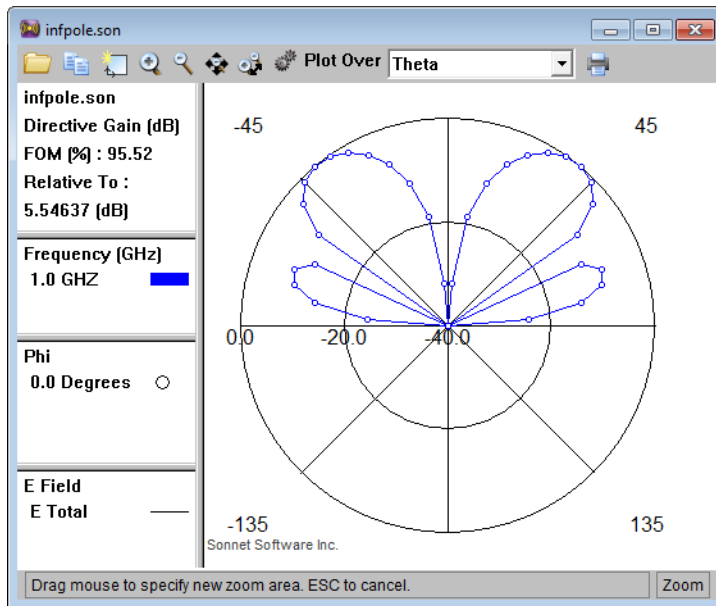 infpole.son
Plot Over Theta
infpole.son
Directive Gain (dB)
FOM (%) : 95.52
Relative To :
5.54637 (dB)
Frequency (GHz)
1.0 GHZ
Phi
0.0 Degrees
E Field
E Total
-45 45
0.0 -20.0 -40.0
-135 135
Sonnet Software Inc.
Drag mouse to specify new zoom area. ESC to cancel. Zoom